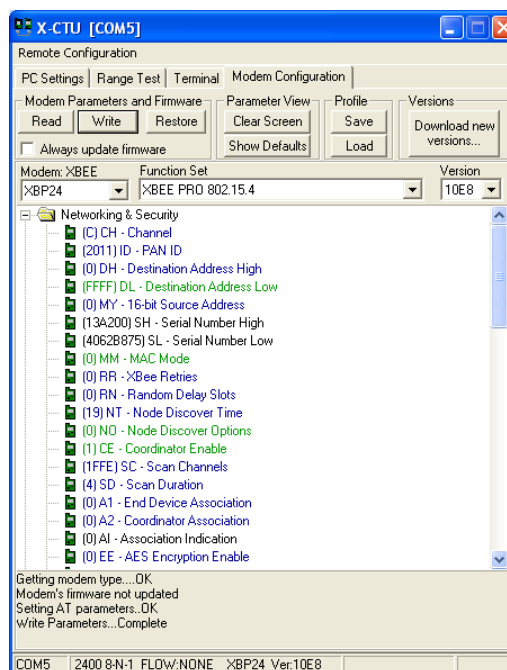 X-CTU [COM5]
Remote Configuration
PC Settings Range Test Terminal Modem Configuration
Modem Parameters and Firmware Parameter View Profile Versions
Read Write Restore Clear Screen Save Download new versions...
Always update firmware Show Defaults Load
Modem: XBEE Function Set Version
XBP24 XBEE PRO 802.15.4 10E8
Networking & Security
(C) CH - Channel
(2011) ID - PAN ID
(0) DH - Destination Address High
(FFFF) DL - Destination Address Low
(0) MY - 16-bit Source Address
(13A200) SH - Serial Number High
(4062B875) SL - Serial Number Low
(0) MM - MAC Mode
(0) RR - XBee Retries
(0) RN - Random Delay Slots
(19) NT - Node Discover Time
(0) NO - Node Discover Options
(1) CE - Coordinator Enable
(1FFE) SC - Scan Channels
(4) SD - Scan Duration
(0) A1 - End Device Association
(0) A2 - Coordinator Association
(0) AI - Association Indication
(0) EE - AES Encryption Enable
Getting modem type....OK
Modem's firmware not updated
Setting AT parameters..OK
Write Parameters...Complete
COM5 2400 8-N-1 FLOW:NONE XBP24 Ver:10E8